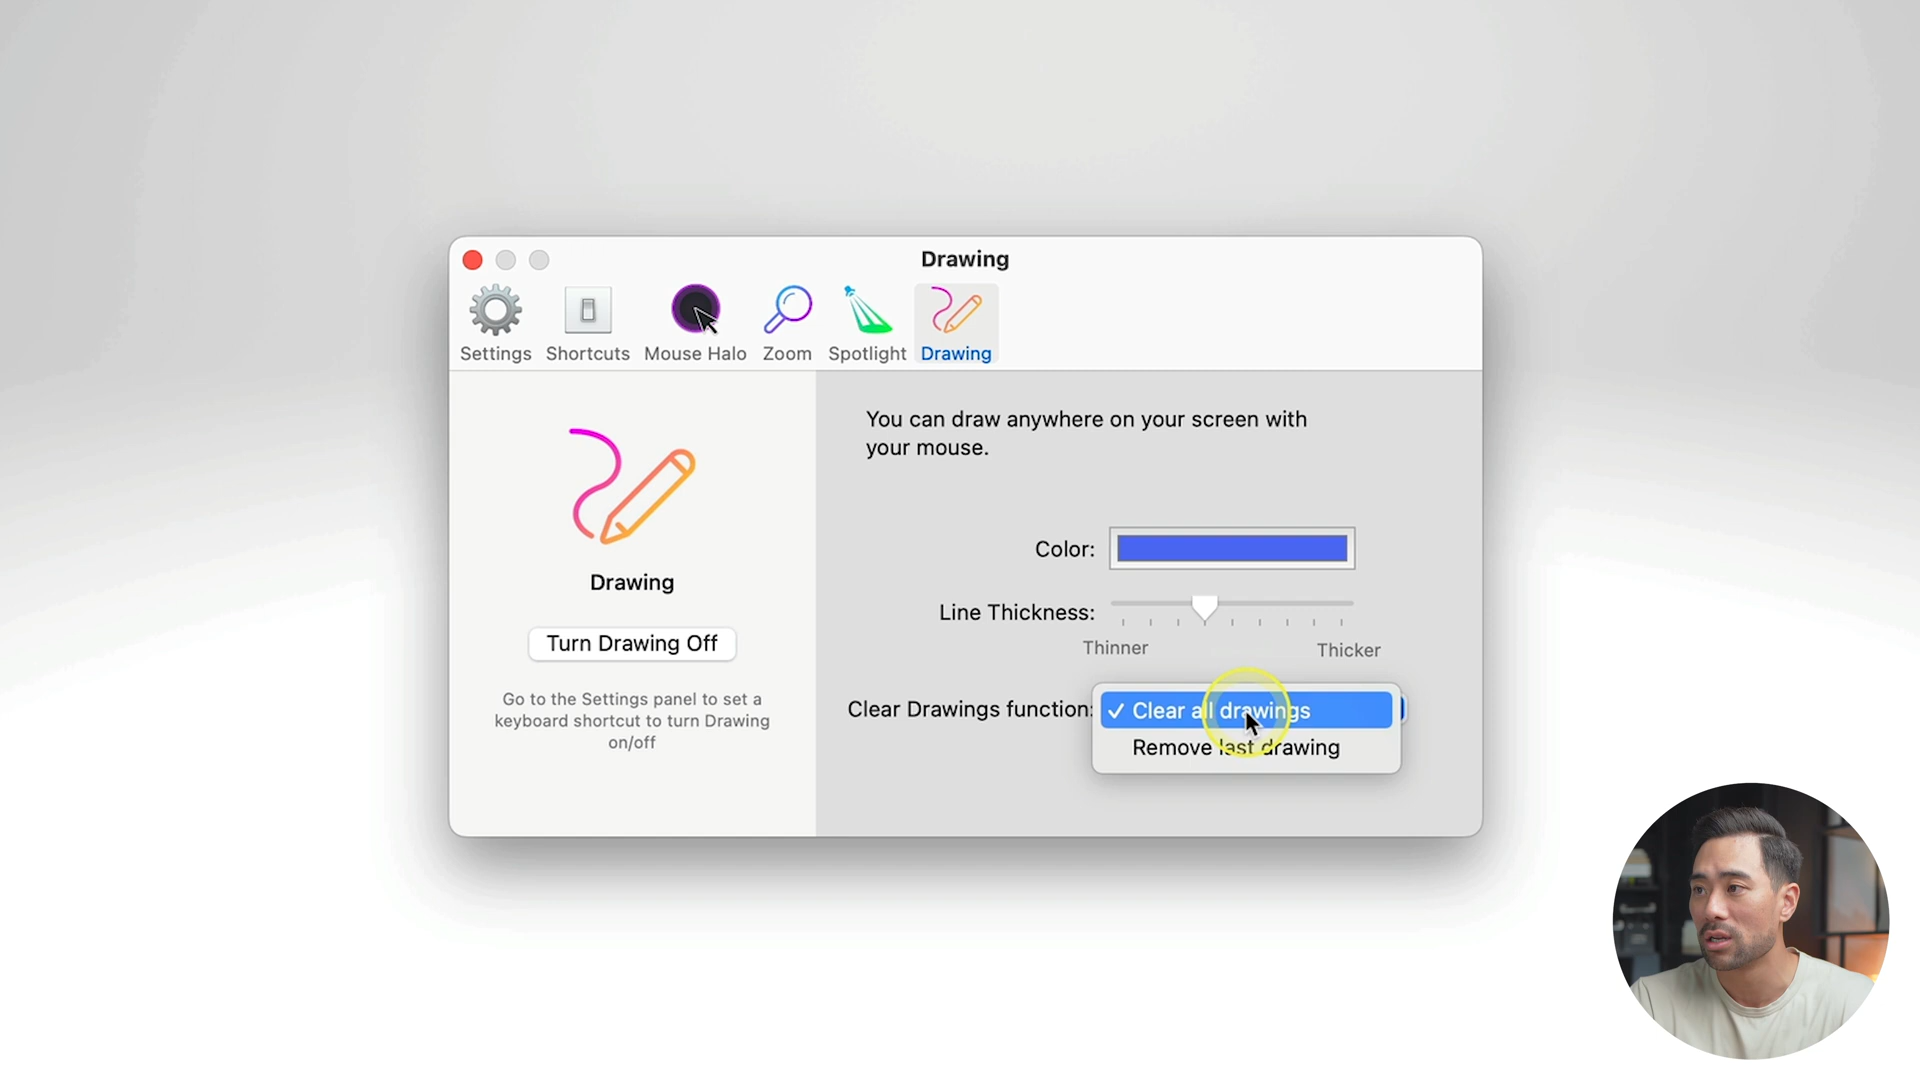 Drawing
Settings
Shortcuts
Mouse Halo
Zoom
Spotlight
Drawing
You can draw anywhere on your screen with
your mouse.
Drawing
Turn Drawing Off
Go to the Settings panel to set a
keyboard shortcut to turn Drawing
on/off
Color:
Line Thickness:
Thinner
Thicker
Clear Drawings function:
✓ Clear all drawings
Remove last drawing